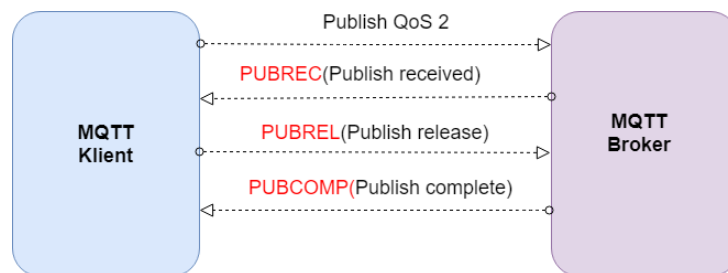 Publish QoS 2
PUBREC(Publish received)
PUBREL(Publish release)
PUBCOMP(Publish complete)
MQTT
Klient
MQTT
Broker